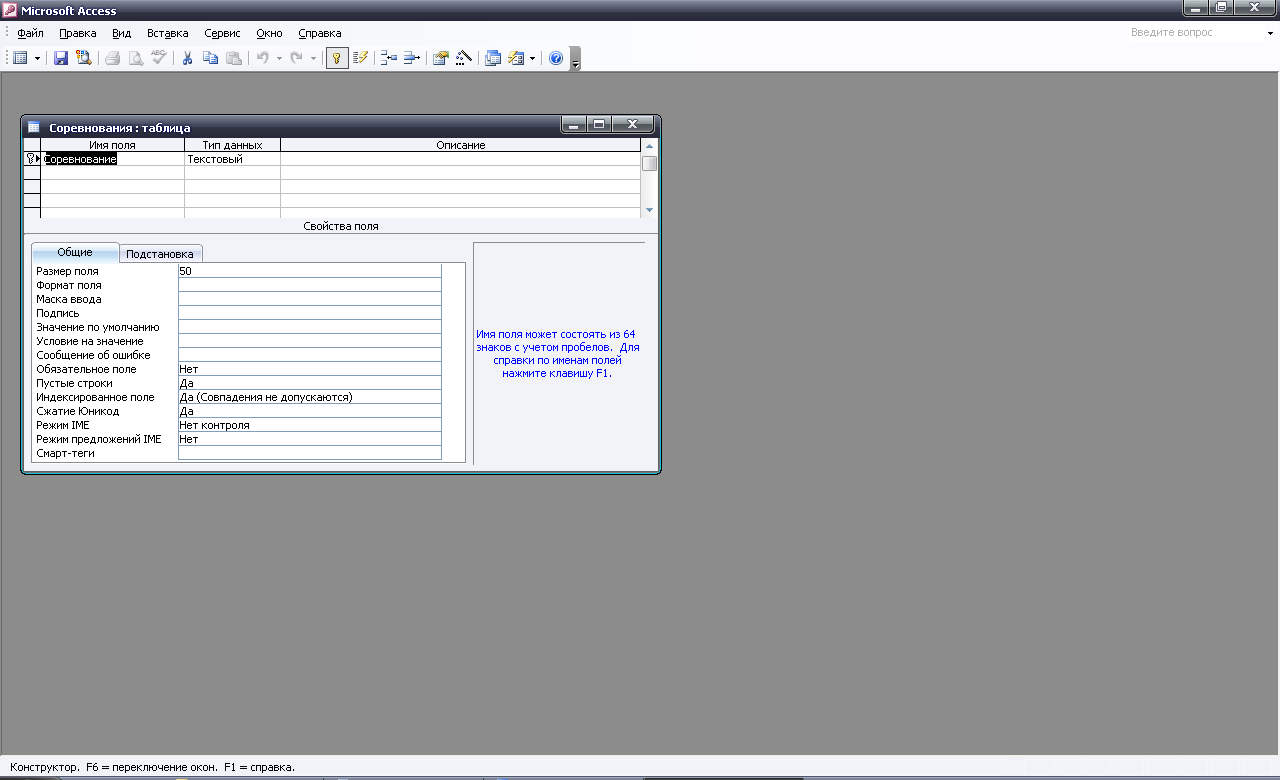 Microsoft Access
Файл Правка Вид Вставка Сервис Окно Справка Введите вопрос
ABC
Соревнования : таблица
Имя поля Тип данных Описание
Соревнование Текстовый
Свойства поля
Общие Подстановка
Размер поля 50
Формат поля
Маска ввода
Подпись
Значение по умолчанию
Условие на значение
Сообщение об ошибке
Обязательное поле Нет
Пустые строки Да
Индексированное поле Да (Совпадения не допускаются)
Сжатие Юникод Да
Режим IME Нет контроля
Режим предложений IME Нет
Смарт-теги
Имя поля может состоять из 64
знаков с учетом пробелов. Для
справки по именам полей
нажмите клавишу F1.
Конструктор. F6 = переключение окон. F1 = справка.